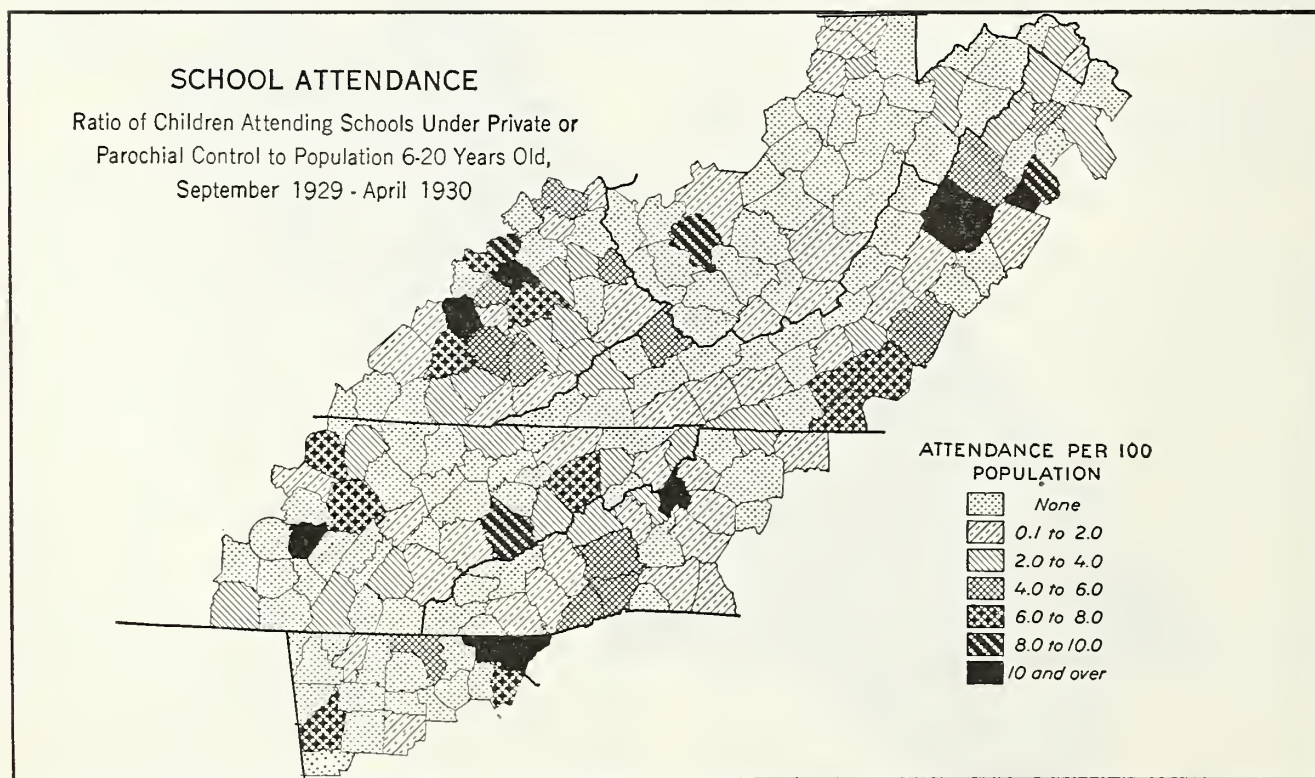 SCHOOL ATTENDANCE
Ratio of Children Attending Schools Under Private or
Parochial Control to Population 6-20 Years Old,
September 1929 - April 1930
ATTENDANCE PER 100
POPULATION
None
0.1 to 2.0
2.0 to 4.0
4.0 to 6.0
6.0 to 8.0
8.0 to 10.0
10 and over